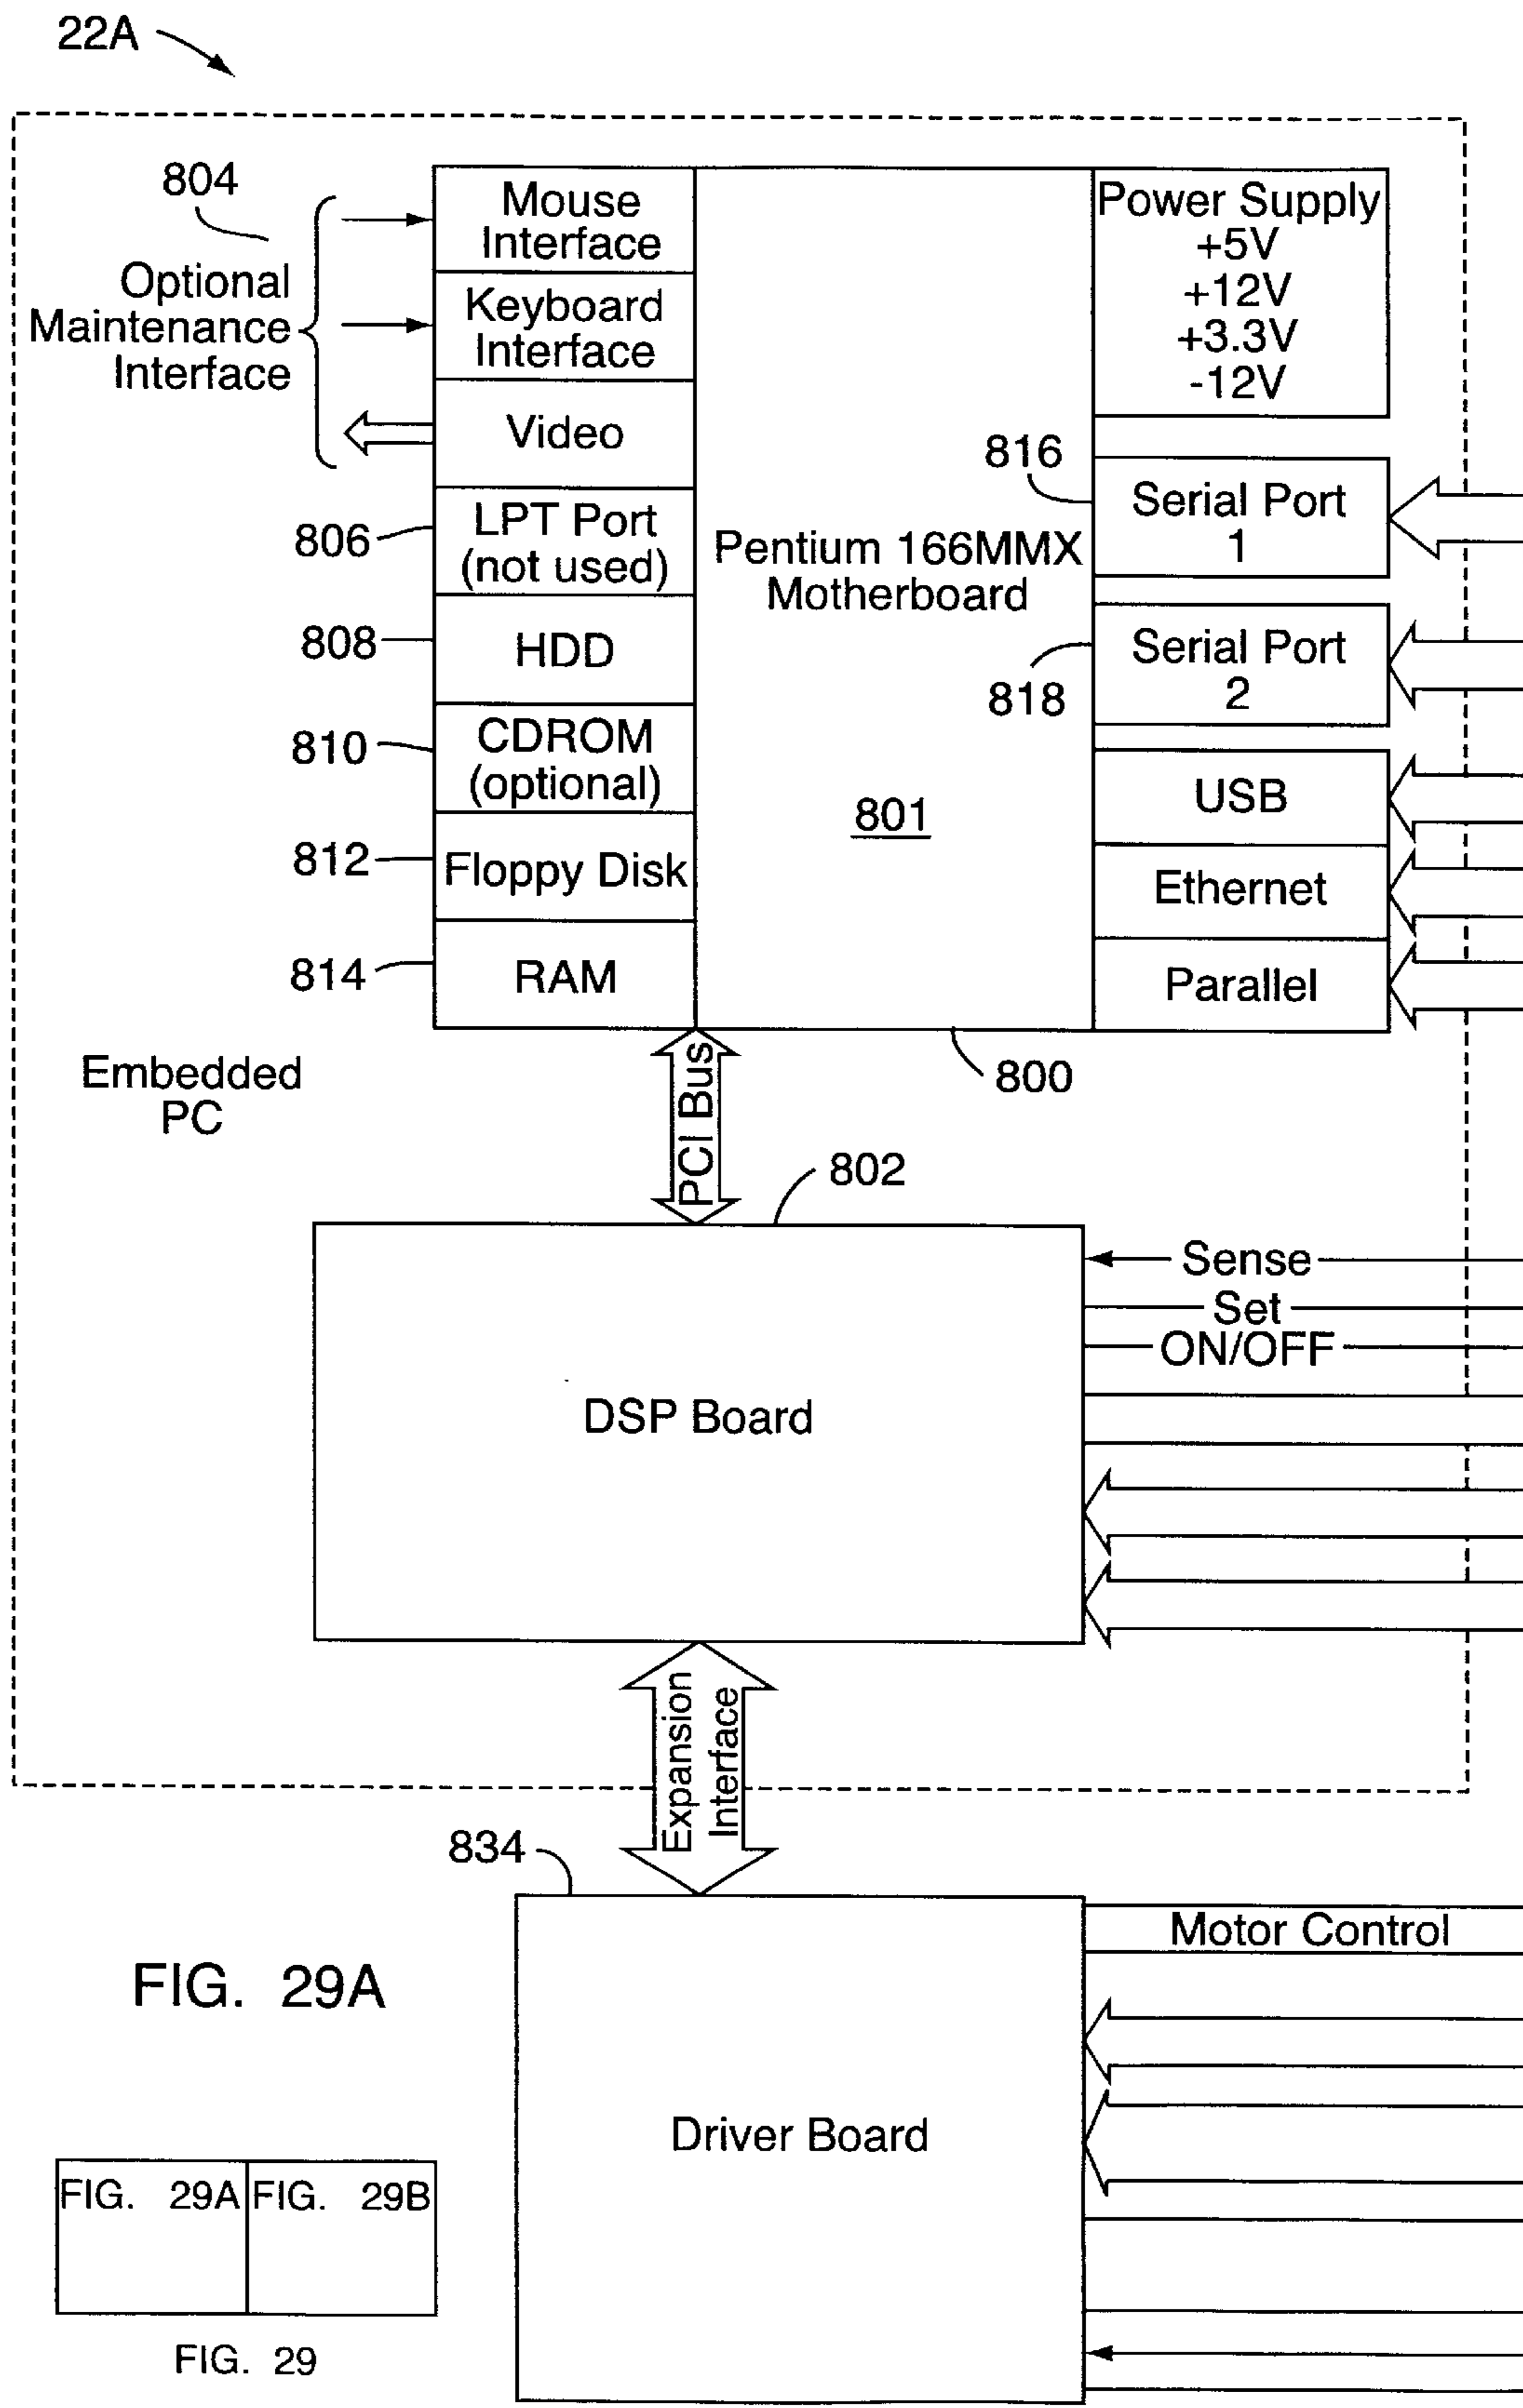 22A
804
Optional
Maintenance
Interface
Mouse
Interface
Keyboard
Interface
Video
806
LPT Port
(not used)
808
HDD
810
CDROM
(optional)
812
Floppy Disk
814
RAM
Pentium 166MMX
Motherboard
801
800
Power Supply
+5V
+12V
+3.3V
-12V
816
Serial Port
1
818
Serial Port
2
USB
Ethernet
Parallel
Embedded
PC
PCI Bus
802
DSP Board
Sense
Set
ON/OFF
Expansion
Interface
834
Driver Board
Motor Control
FIG. 29A
FIG. 29A
FIG. 29B
FIG. 29